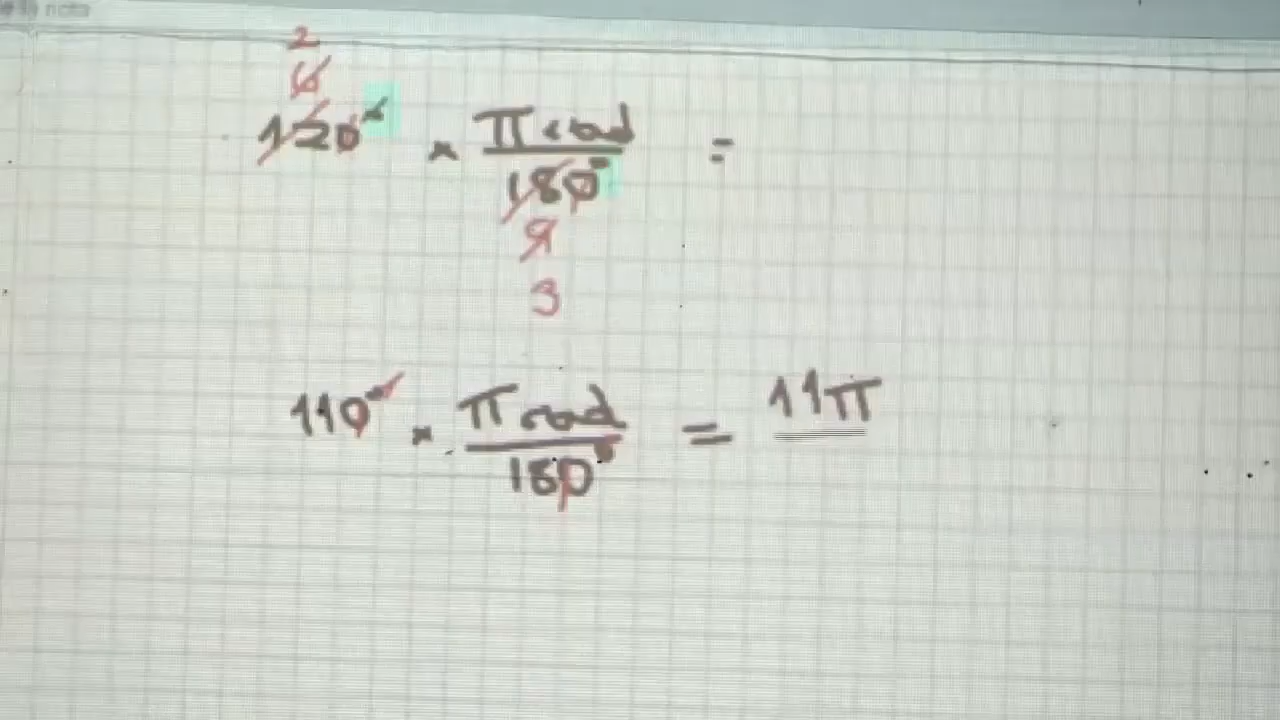 2
6
120° × π rad / 180° =
9
3
110° × π rad / 180° = 11π